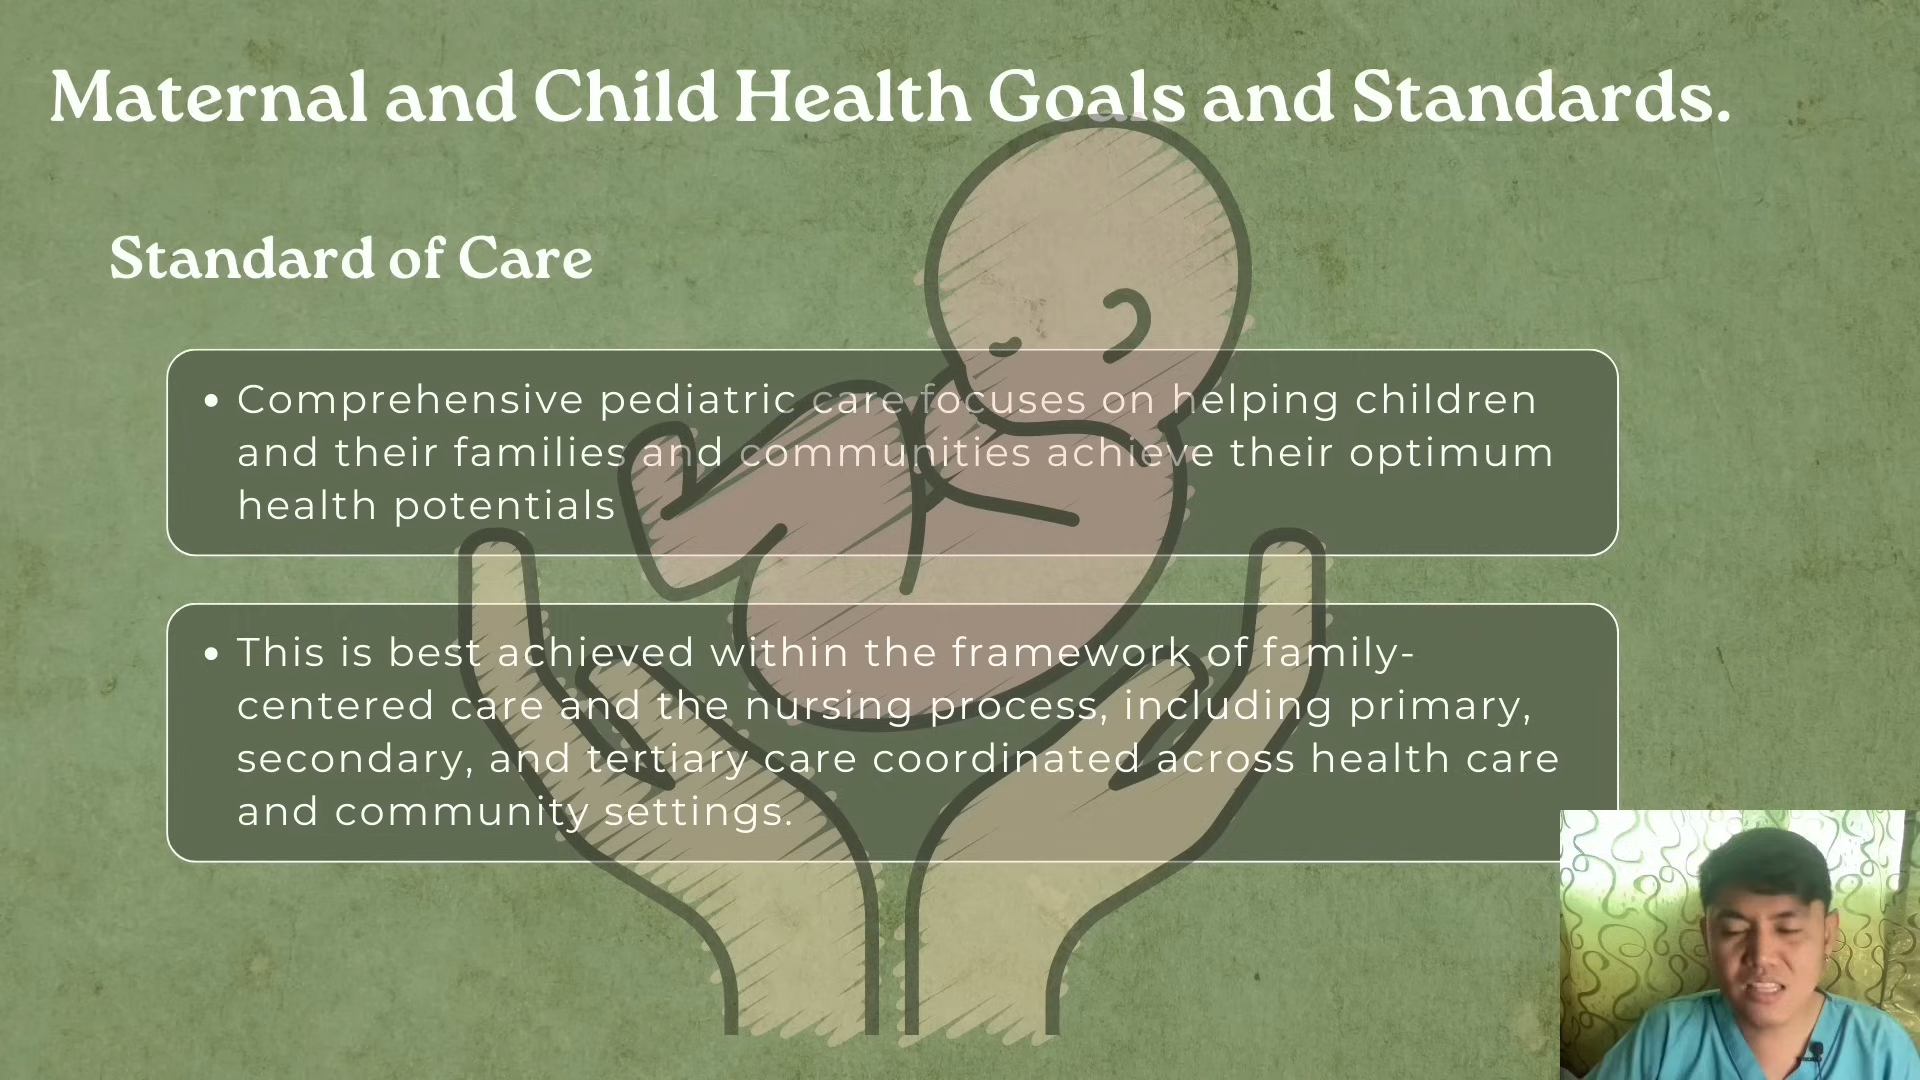 Maternal and Child Health Goals and Standards.
Standard of Care
• Comprehensive pediatric care focuses on helping children
and their families and communities achieve their optimum
health potentials
• This is best achieved within the framework of family-
centered care and the nursing process, including primary,
secondary, and tertiary care coordinated across health care
and community settings.